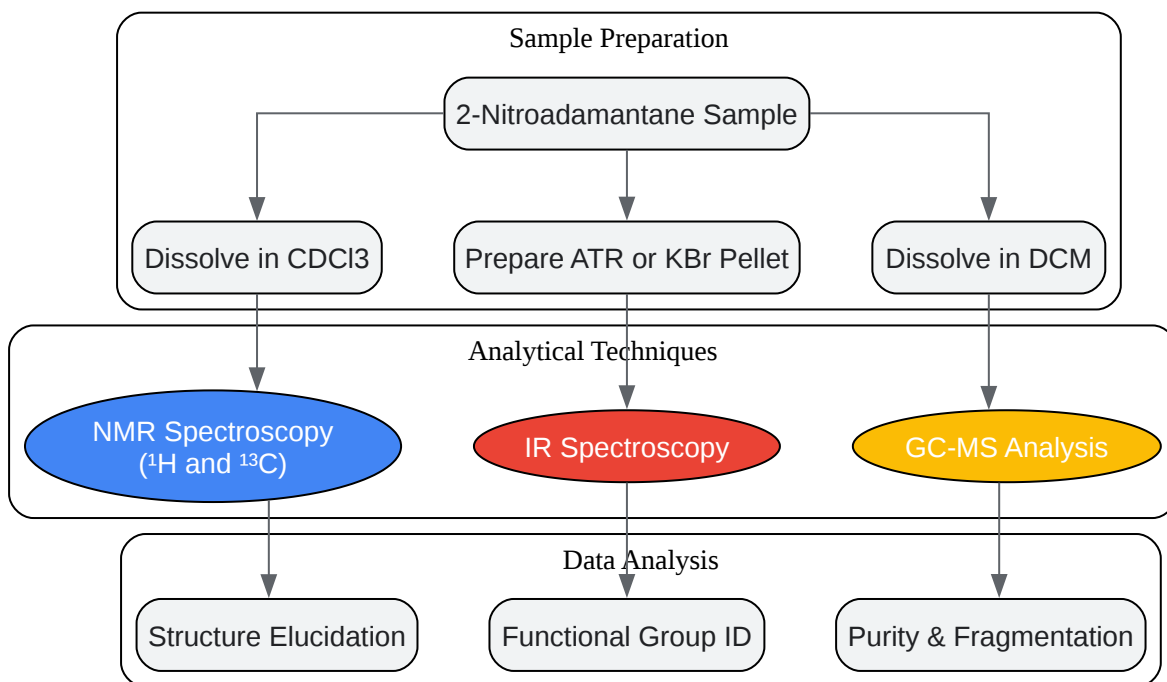 Sample Preparation
2-Nitroadamantane Sample
Dissolve in CDCl3
Prepare ATR or KBr Pellet
Dissolve in DCM
Analytical Techniques
NMR Spectroscopy
(¹H and ¹³C)
IR Spectroscopy
GC-MS Analysis
Data Analysis
Structure Elucidation
Functional Group ID
Purity & Fragmentation